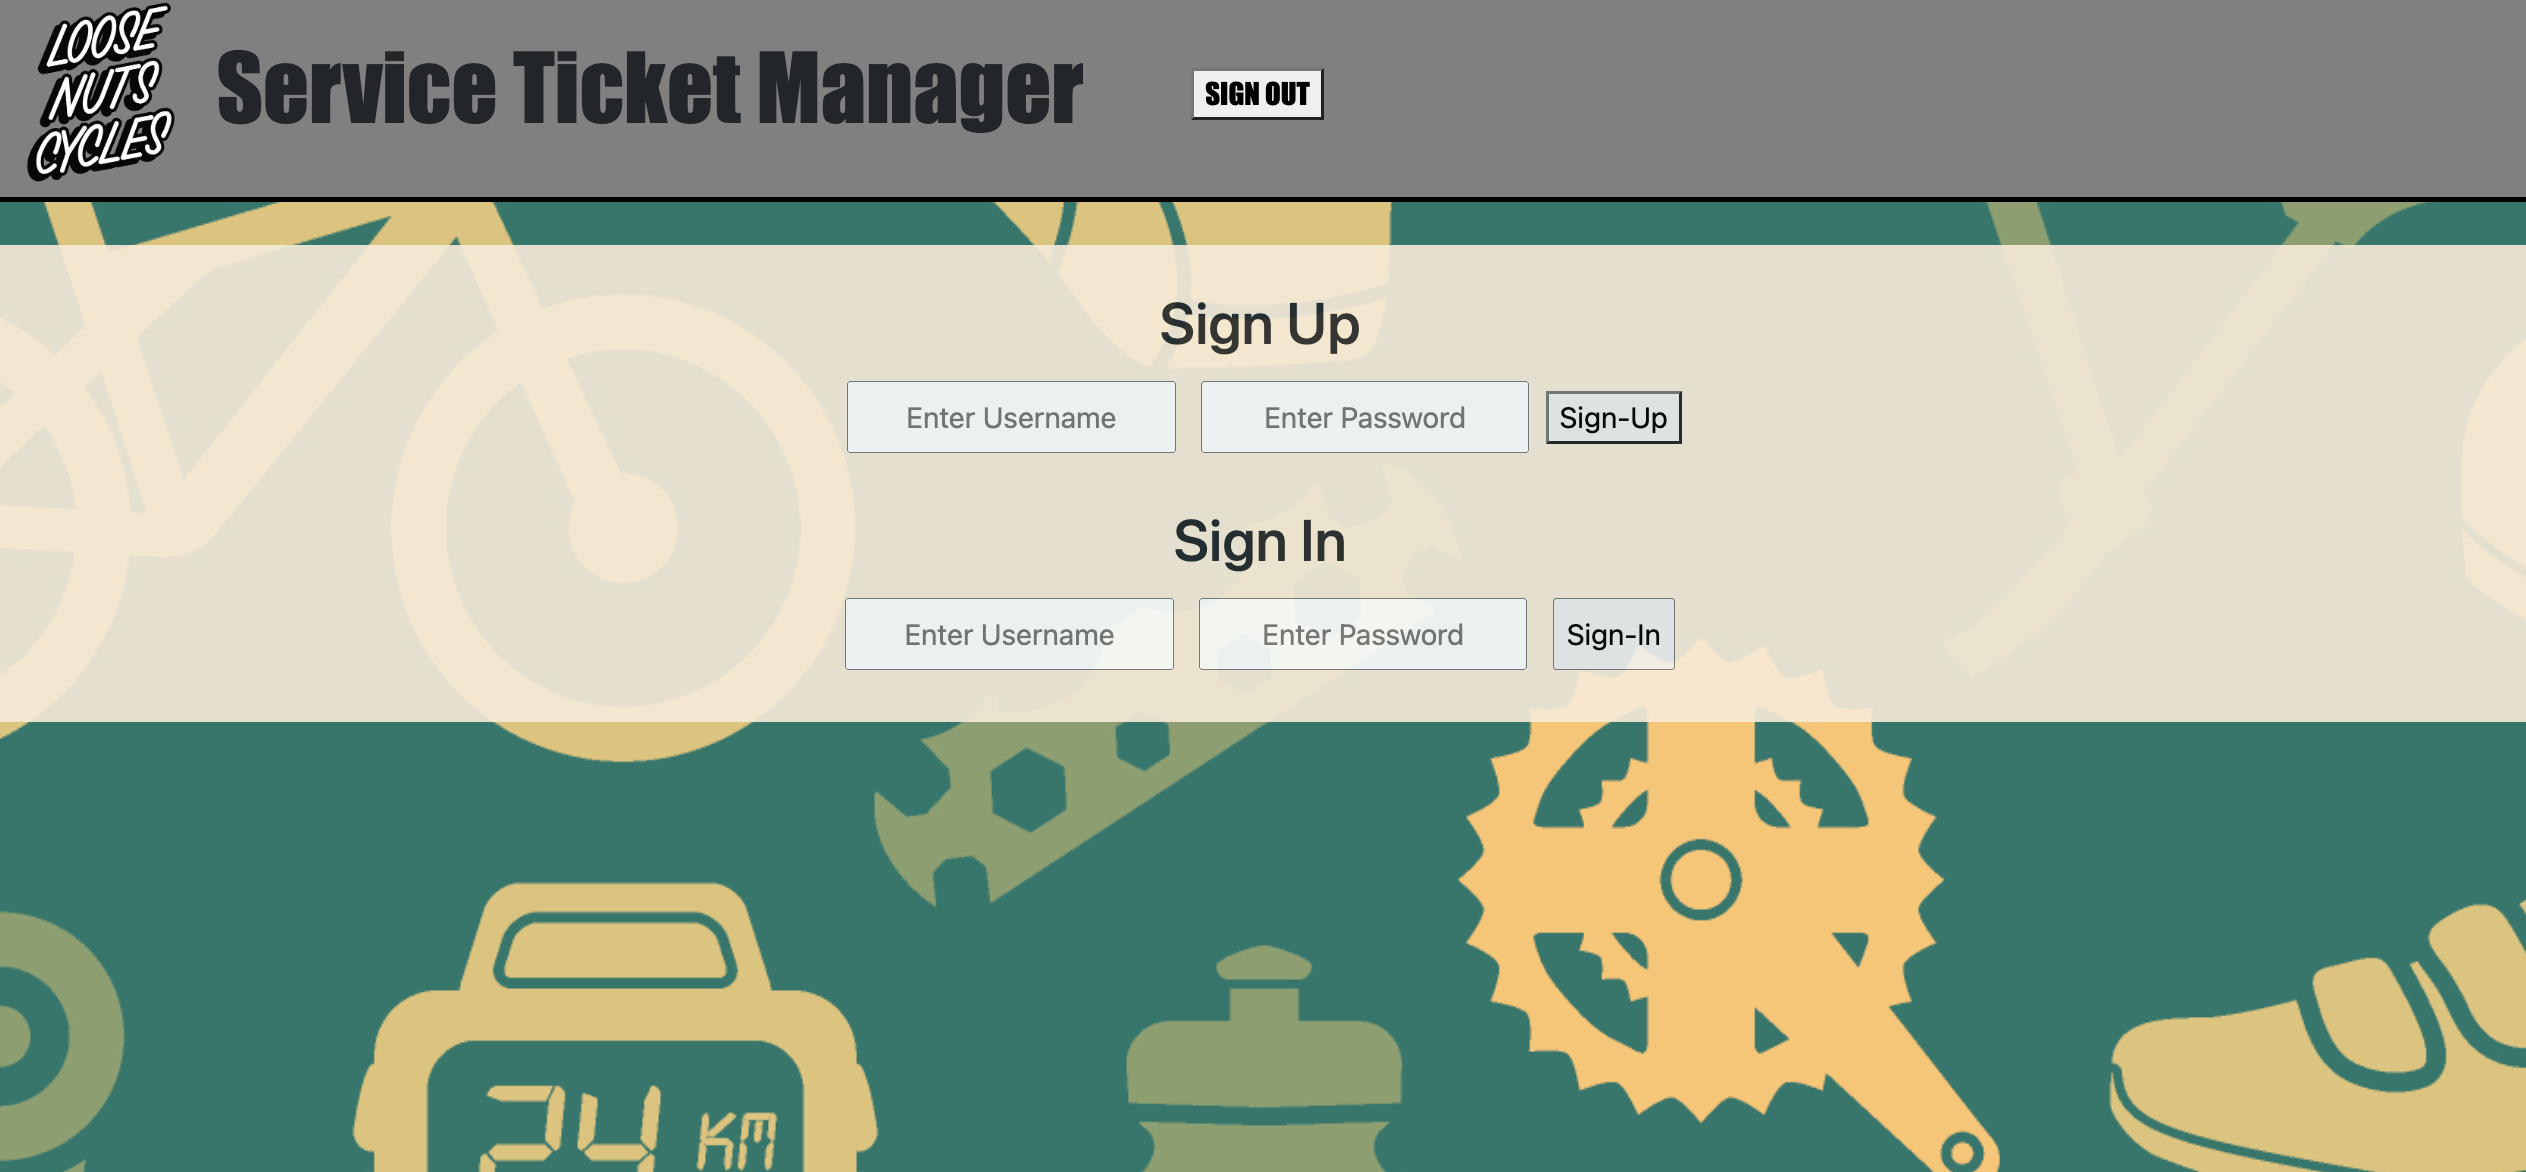 LOOSE
NUTS
CYCLES
Service Ticket Manager
SIGN OUT
Sign Up
Enter Username
Enter Password
Sign-Up
Sign In
Enter Username
Enter Password
Sign-In
24 KM